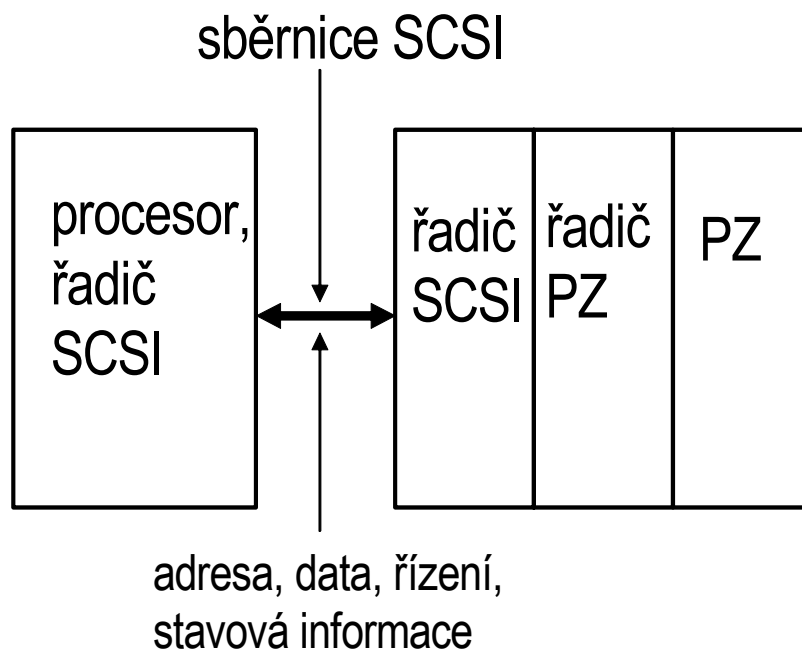 sběrnice SCSI
procesor,
řadič
SCSI
řadič
SCSI
řadič
PZ
PZ
adresa, data, řízení,
stavová informace